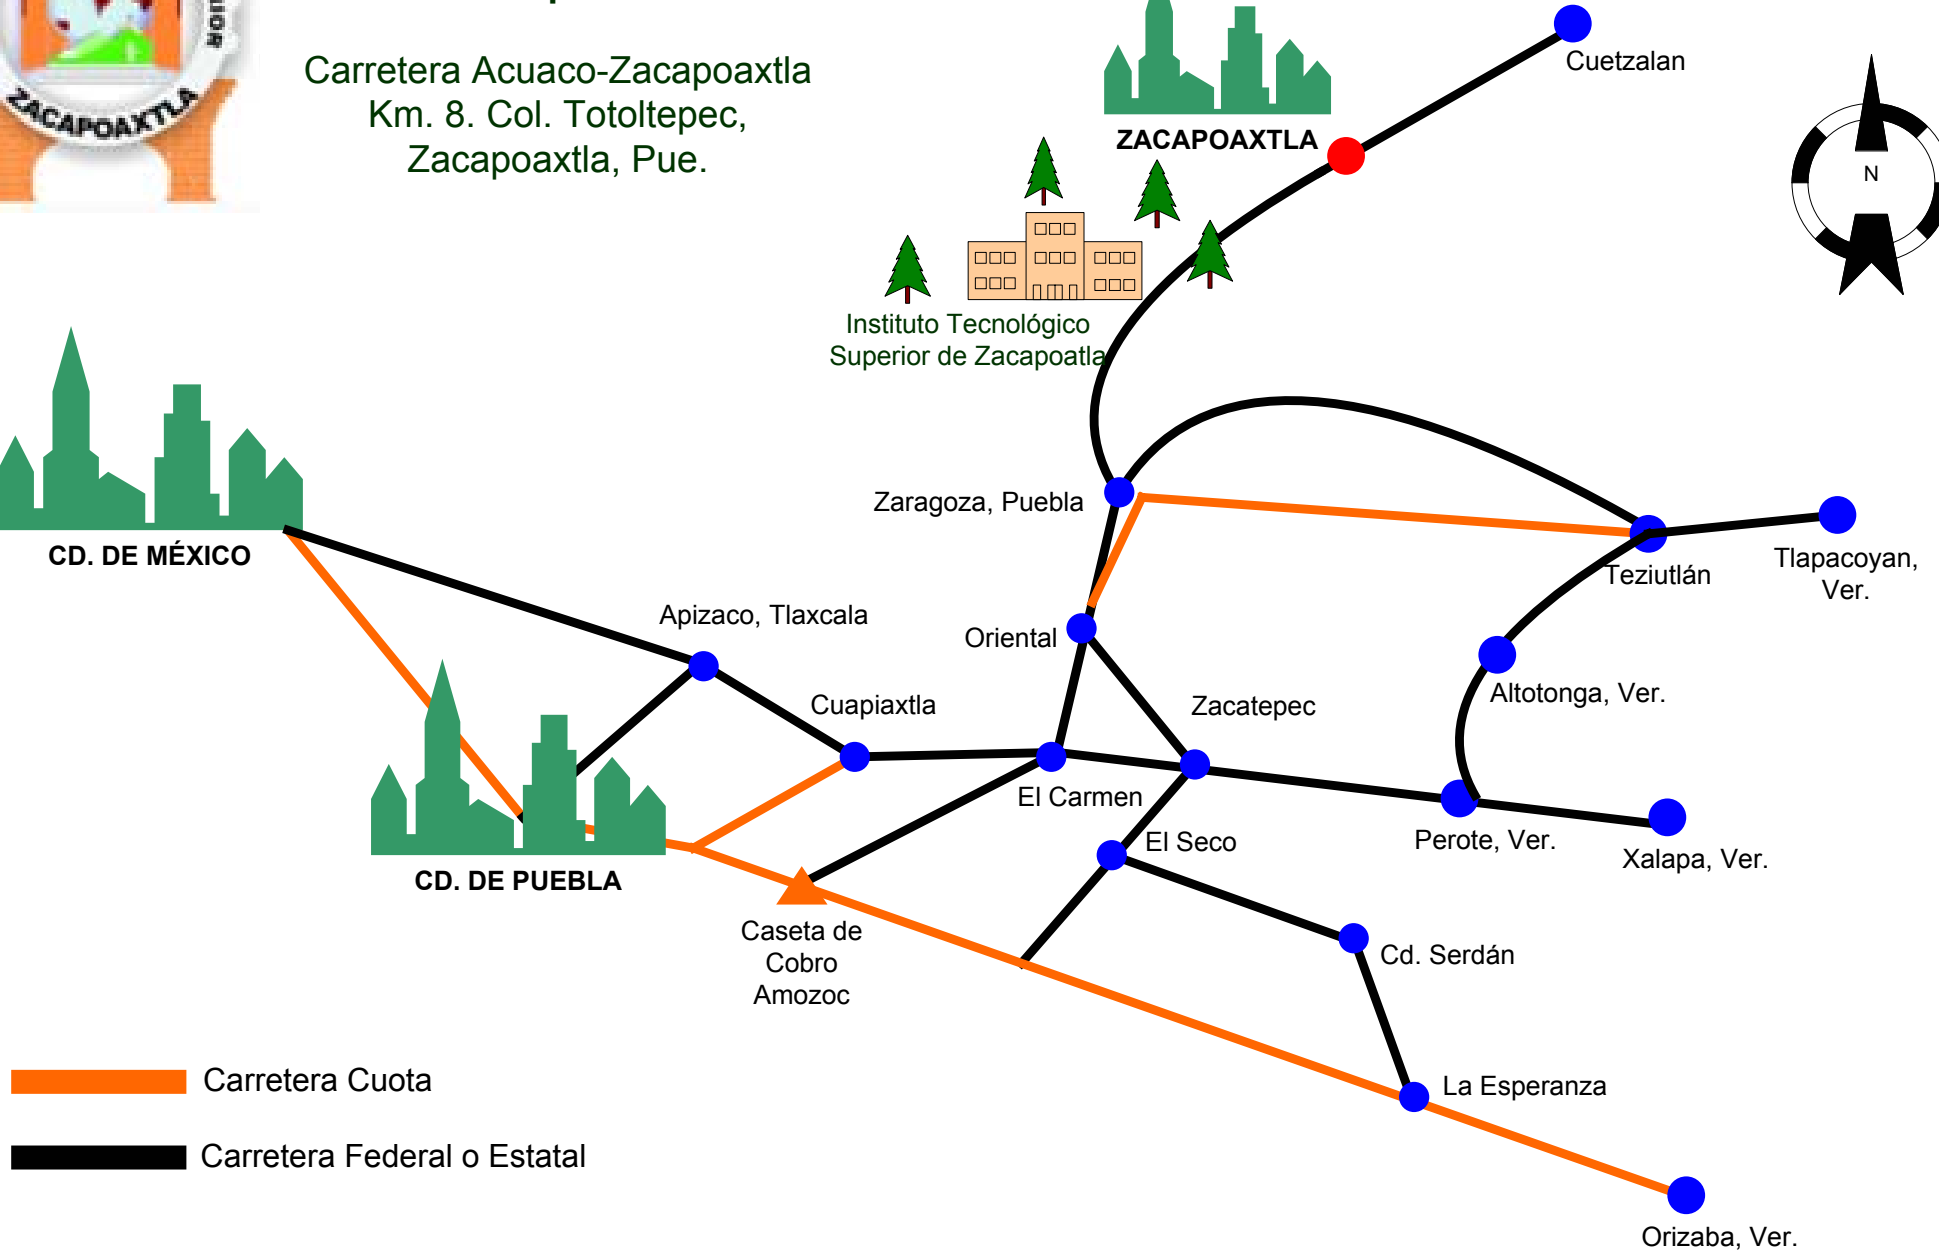 ZACAPOAXTLA
Carretera Acuaco-Zacapoaxtla
Km. 8. Col. Totoltepec,
Zacapoaxtla, Pue.
ZACAPOAXTLA
Cuetzalan
N
Instituto Tecnológico
Superior de Zacapoatla
CD. DE MÉXICO
Zaragoza, Puebla
Teziutlán
Tlapacoyan,
Ver.
Apizaco, Tlaxcala
Oriental
Altotonga, Ver.
Cuapiaxtla
Zacatepec
El Carmen
El Seco
Perote, Ver.
Xalapa, Ver.
CD. DE PUEBLA
Caseta de
Cobro
Amozoc
Cd. Serdán
Carretera Cuota
La Esperanza
Carretera Federal o Estatal
Orizaba, Ver.